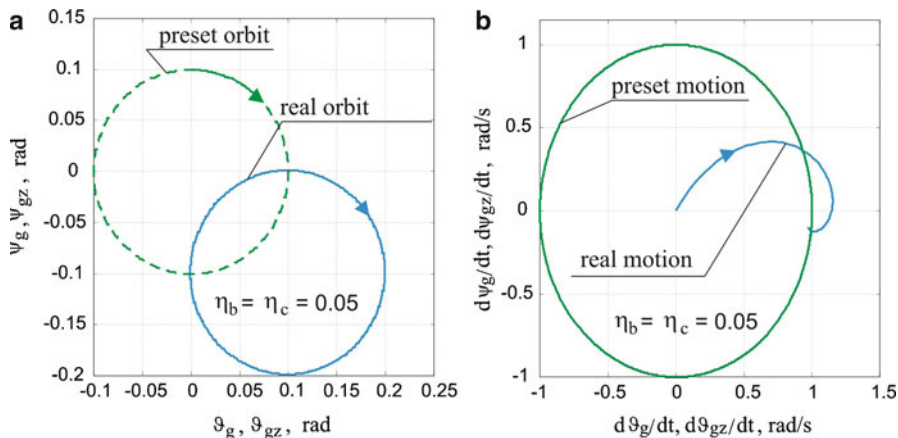 a
0.15
0.1
0.05
0
-0.05
-0.1
-0.15
-0.2
-0.1
-0.05
0
0.05
0.1
0.15
0.2
0.25
ψg ,ψgz , rad
ϑg , ϑgz , rad
preset orbit
real orbit
ηb = ηc = 0.05
b
1
0.5
0
-0.5
-1
-1
-0.5
0
0.5
1
1.5
dψg/dt, dψgz/dt, rad/s
dϑg/dt, dϑgz/dt, rad/s
preset motion
real motion
ηb = ηc = 0.05